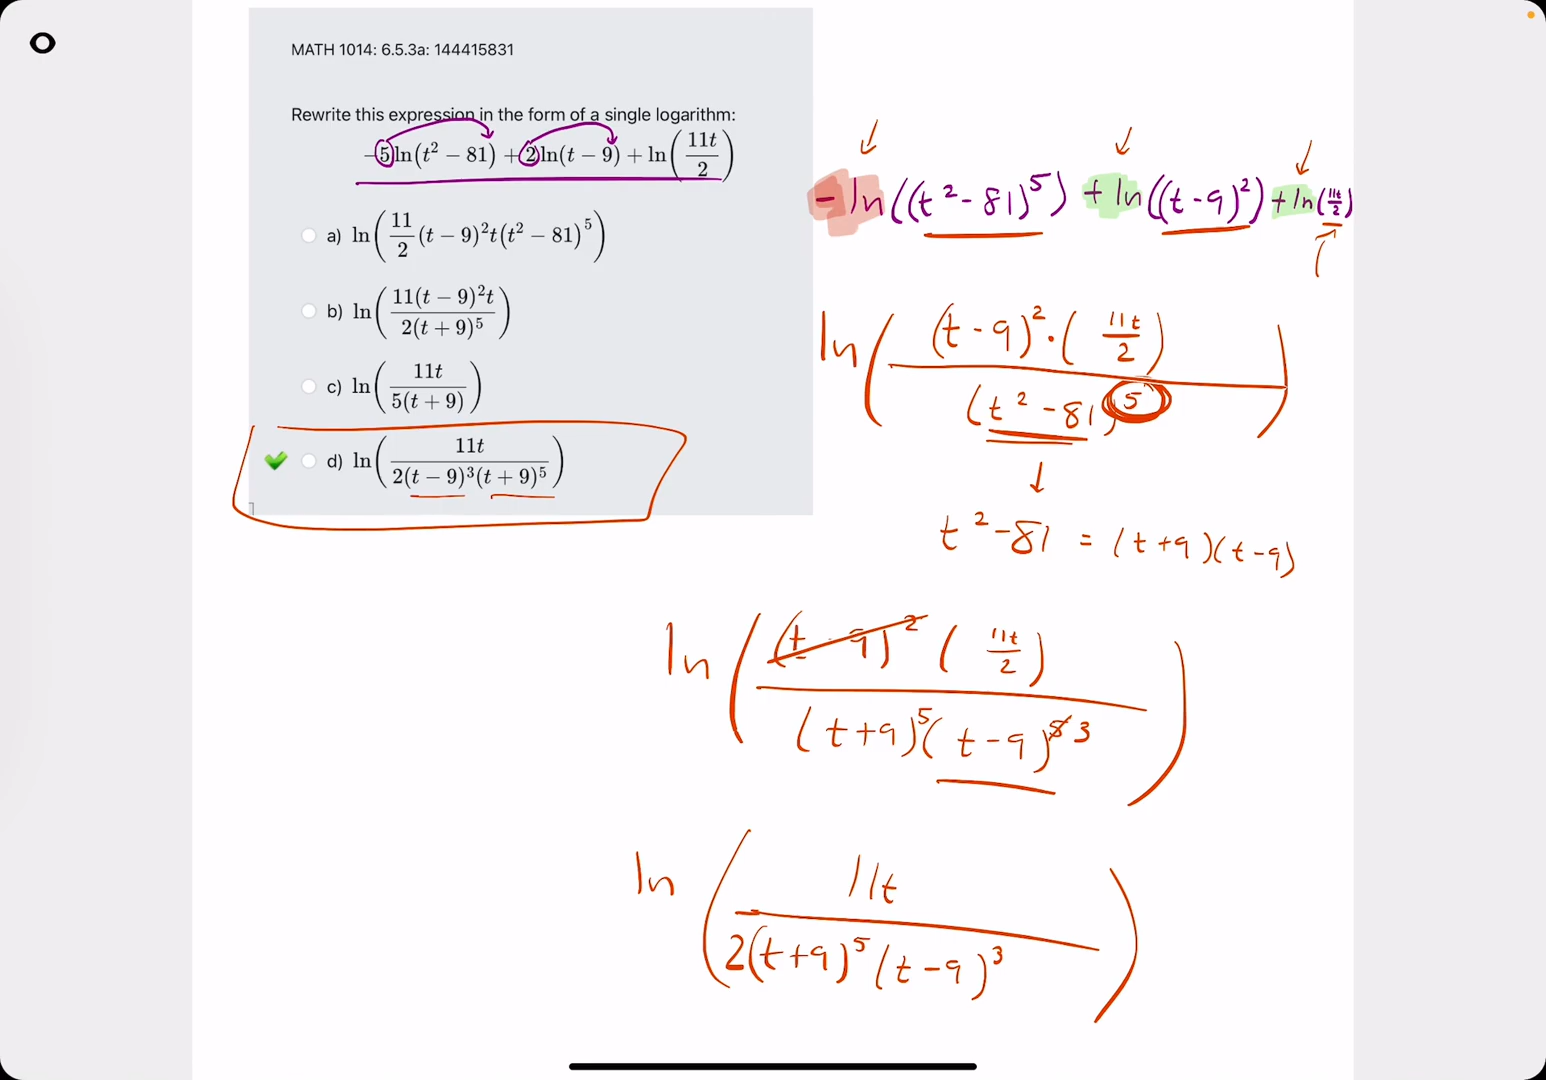 MATH 1014: 6.5.3a: 144415831
Rewrite this expression in the form of a single logarithm:
−5ln(t² − 81) + 2ln(t − 9) + ln(11t/2)
a) ln(11/2 (t − 9)²t(t² − 81)⁵)
b) ln(11(t − 9)²t / 2(t + 9)⁵)
c) ln(11t / 5(t + 9))
d) ln(11t / 2(t − 9)³(t + 9)⁵)
− ln((t² − 81)⁵) + ln((t − 9)²) + ln(11t/2)
ln((t − 9)² · (11t/2) / (t² − 81)⁵)
t² − 81 = (t + 9)(t − 9)
ln((t − 9)² (11t/2) / (t + 9)⁵(t − 9)⁵ 3)
ln(11t / 2(t + 9)⁵(t − 9)³)